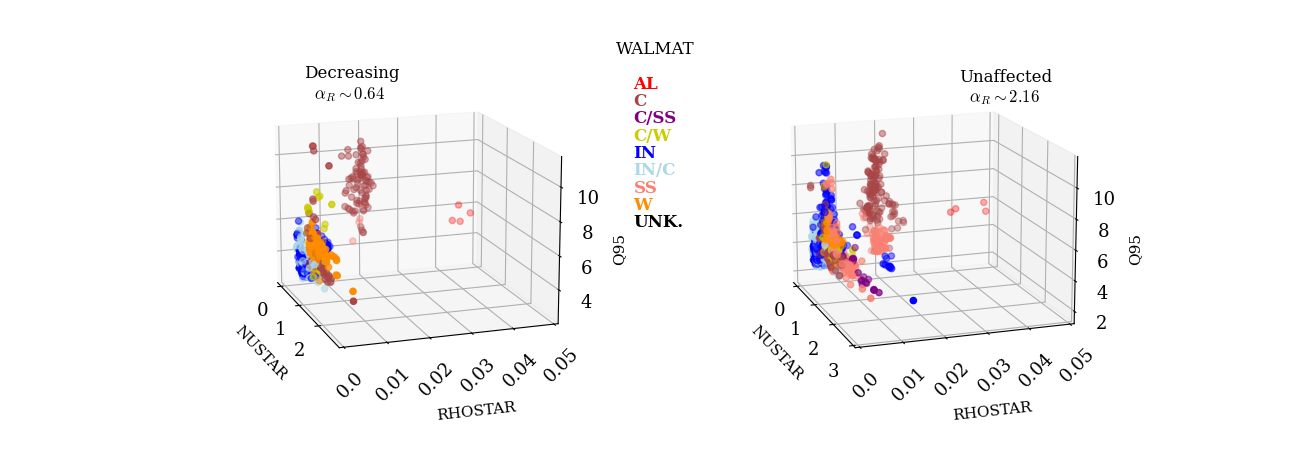 WALMAT
Decreasing
α_R ~ 0.64
AL
C
C/SS
C/W
IN
IN/C
SS
W
UNK.
Unaffected
α_R ~ 2.16
10
8
6
4
Q95
0
1
2
NUSTAR
0.0
0.01
0.02
0.03
0.04
0.05
RHOSTAR
10
8
6
4
2
Q95
0
1
2
3
NUSTAR
0.0
0.01
0.02
0.03
0.04
0.05
RHOSTAR